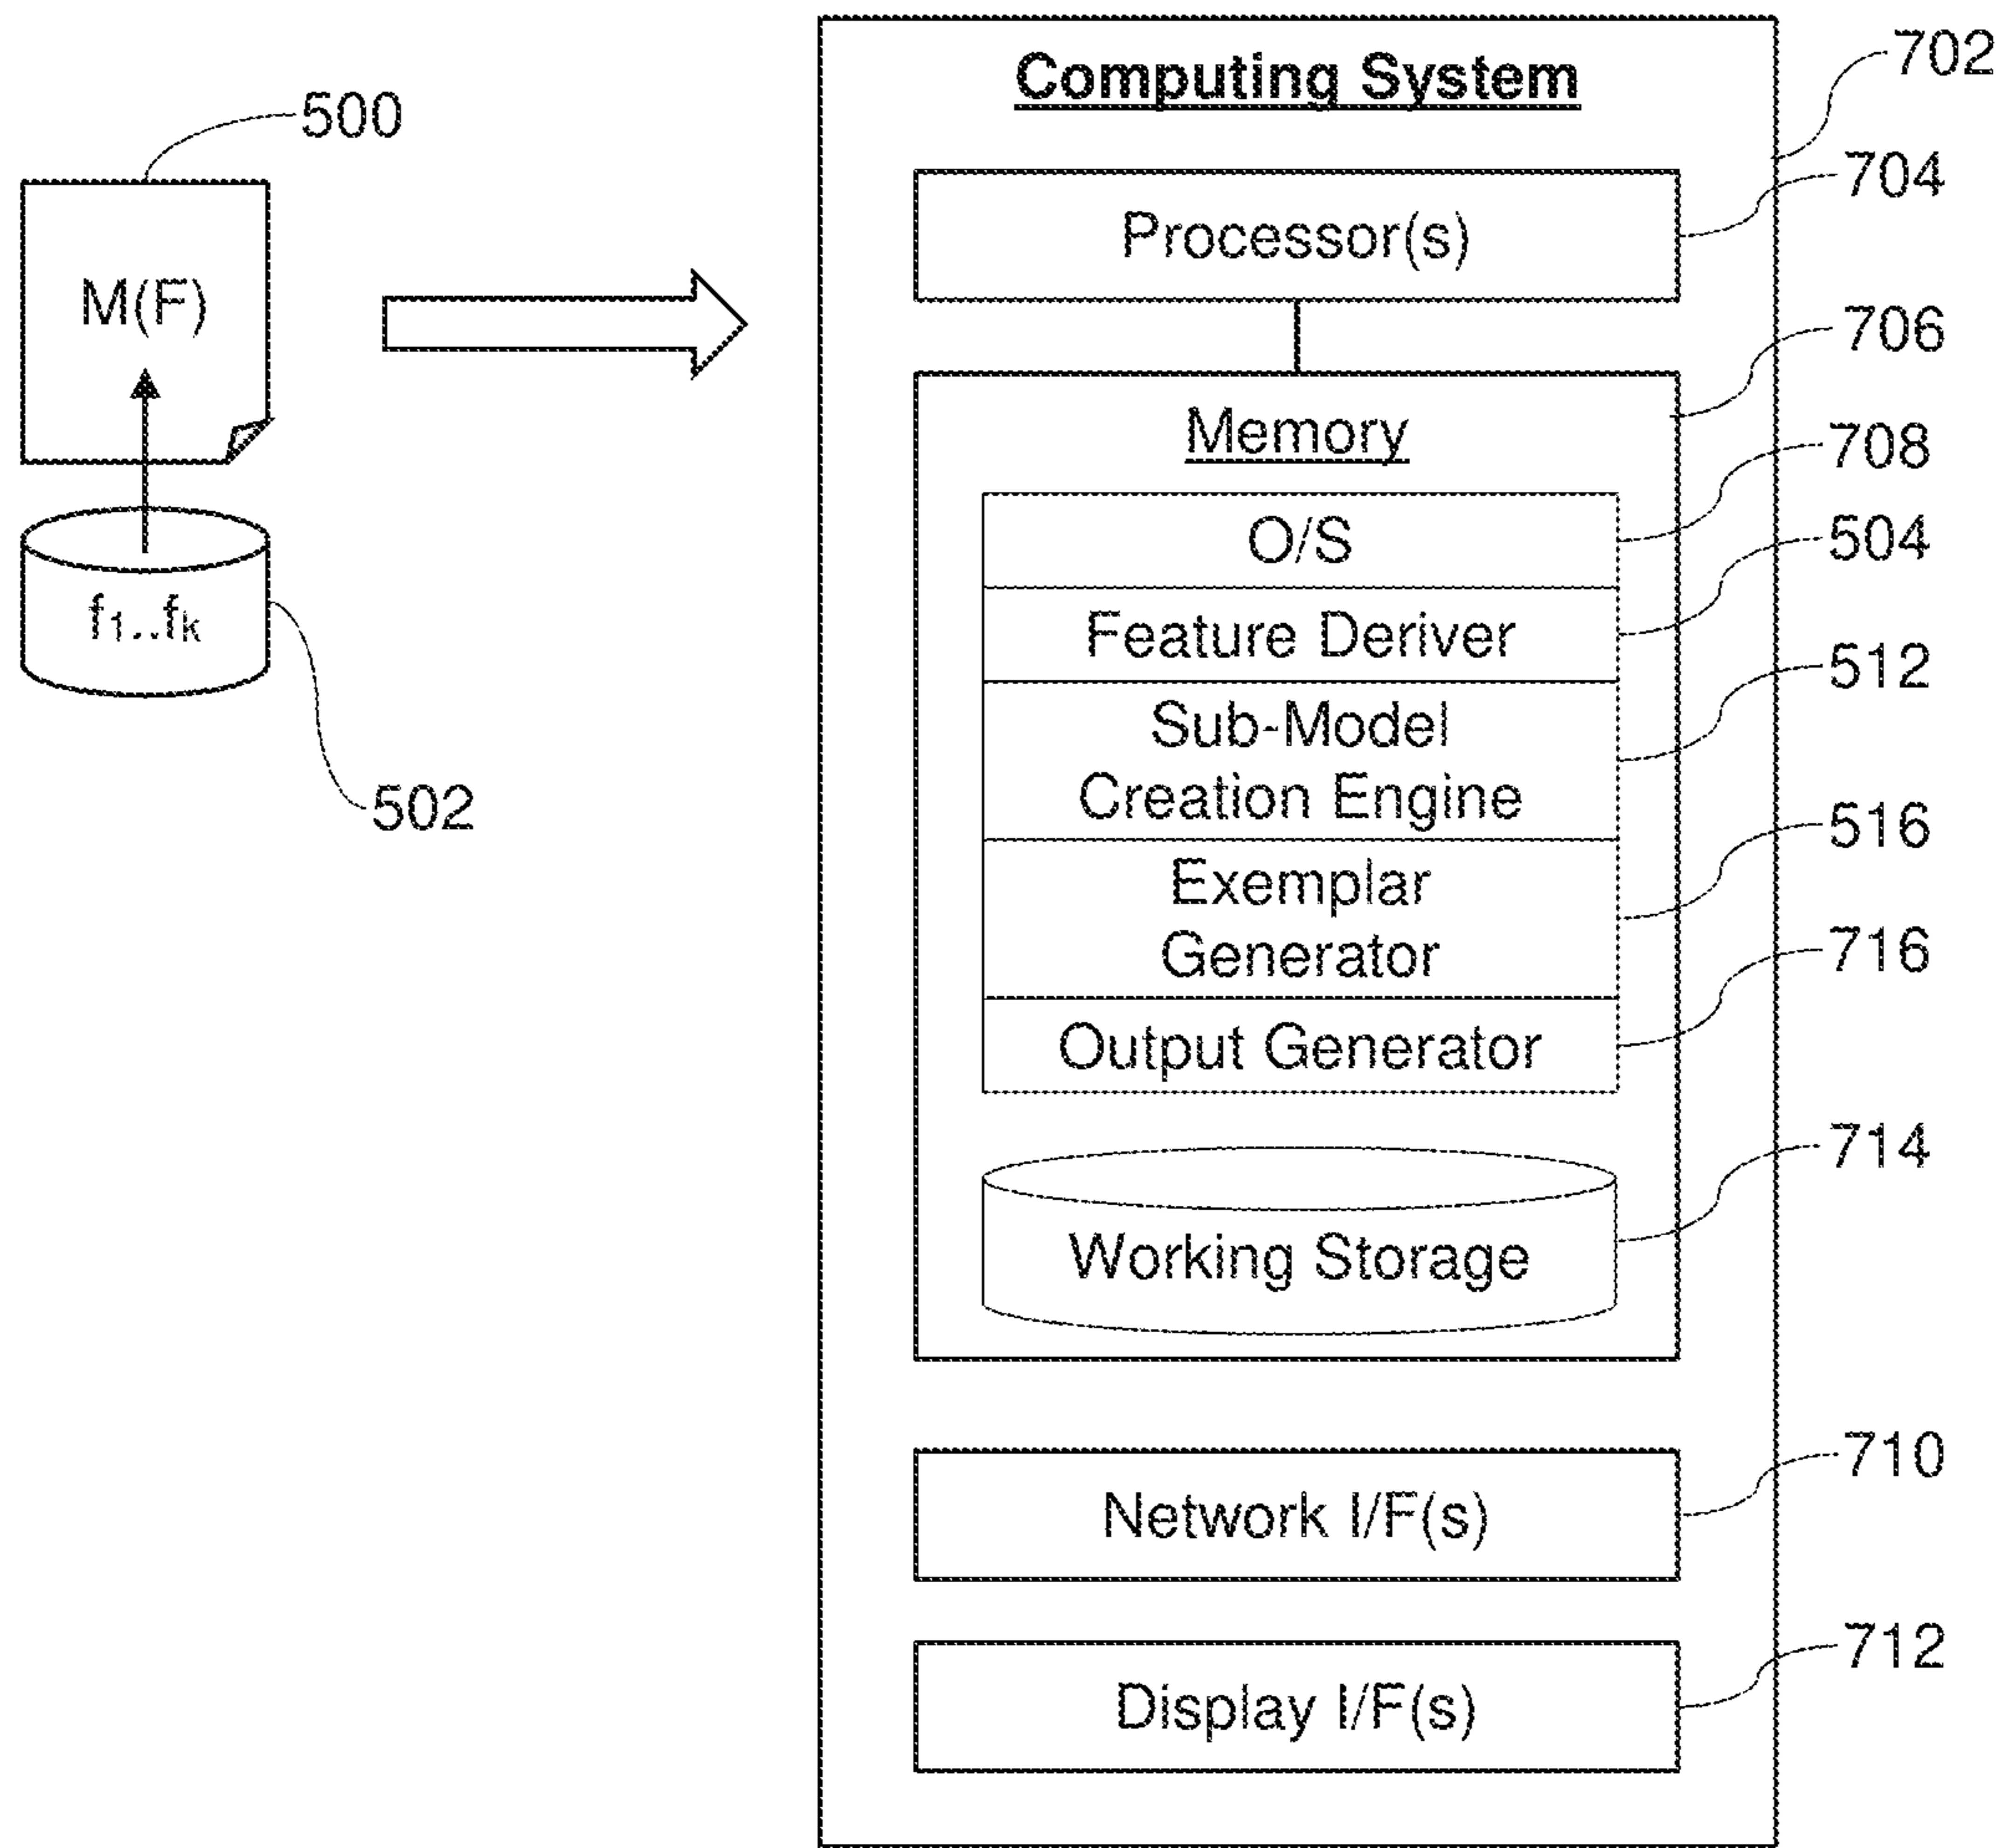 Computing System
702
500
704
Processor(s)
M(F)
706
Memory
708
O/S
504
f1..fk
Feature Deriver
512
Sub-Model
Creation Engine
502
516
Exemplar
Generator
716
Output Generator
714
Working Storage
710
Network I/F(s)
712
Display I/F(s)